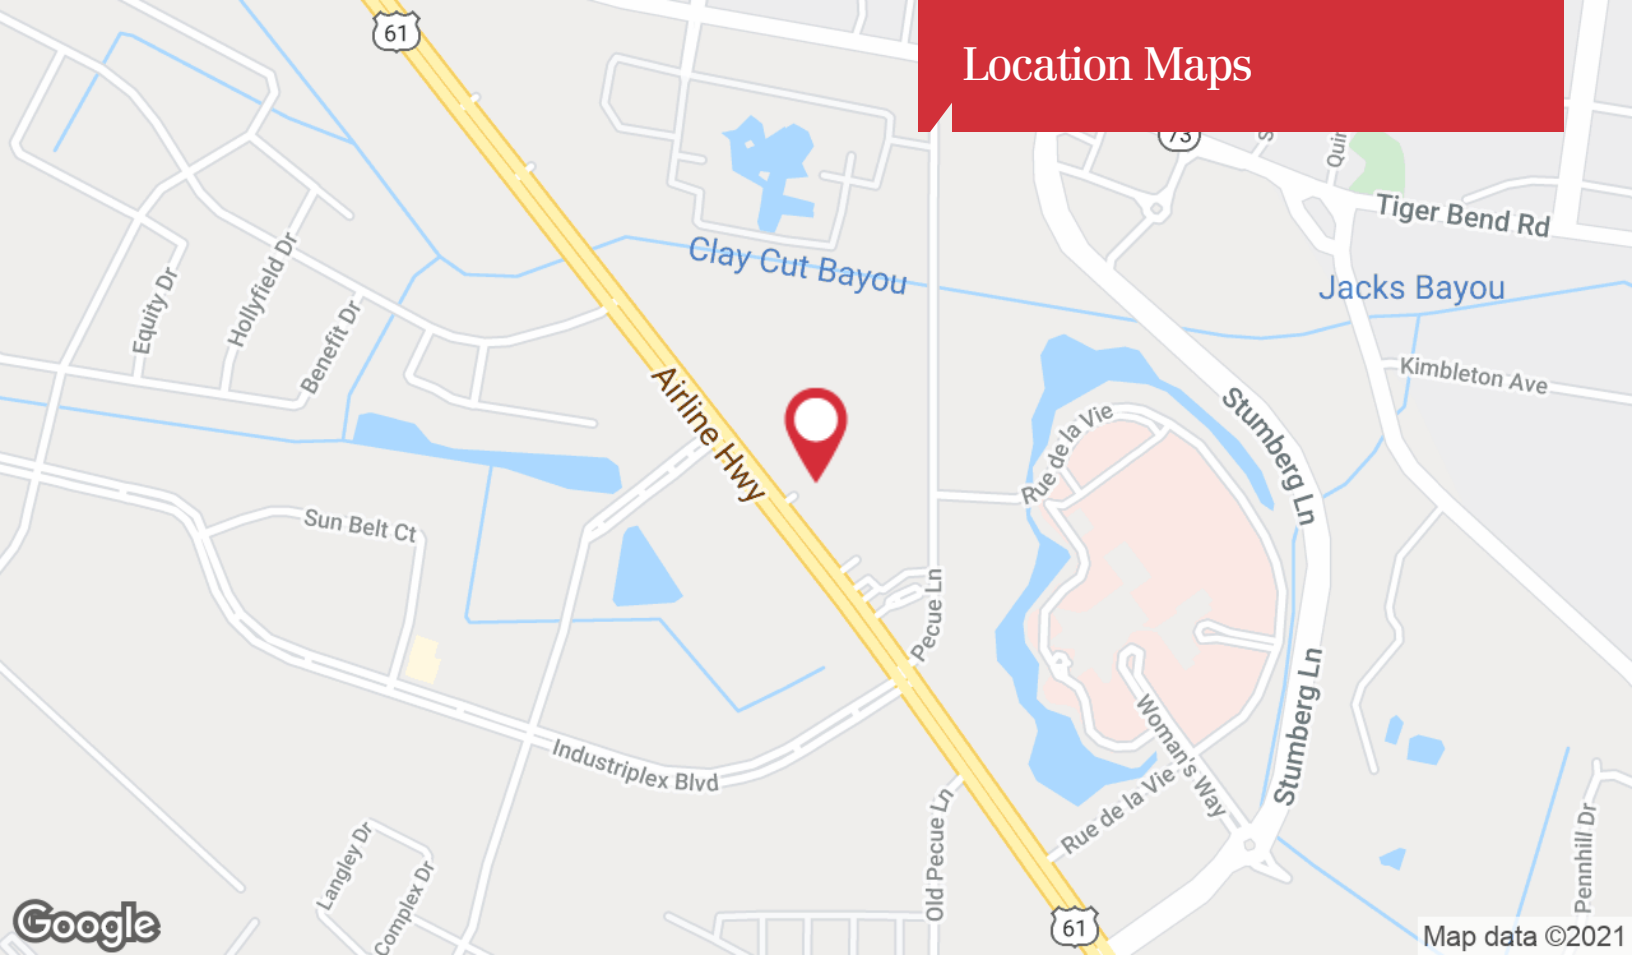 61
Location Maps
73
S
Quin
Tiger Bend Rd
Clay Cut Bayou
Jacks Bayou
Equity Dr
Hollyfield Dr
Benefit Dr
Kimbleton Ave
Airline Hwy
Rue de la Vie
Stumberg Ln
Sun Belt Ct
Pecue Ln
Stumberg Ln
Woman's Way
Industriplex Blvd
Rue de la Vie
Old Pecue Ln
Langley Dr
Complex Dr
Pennhill Dr
61
Google
Map data ©2021